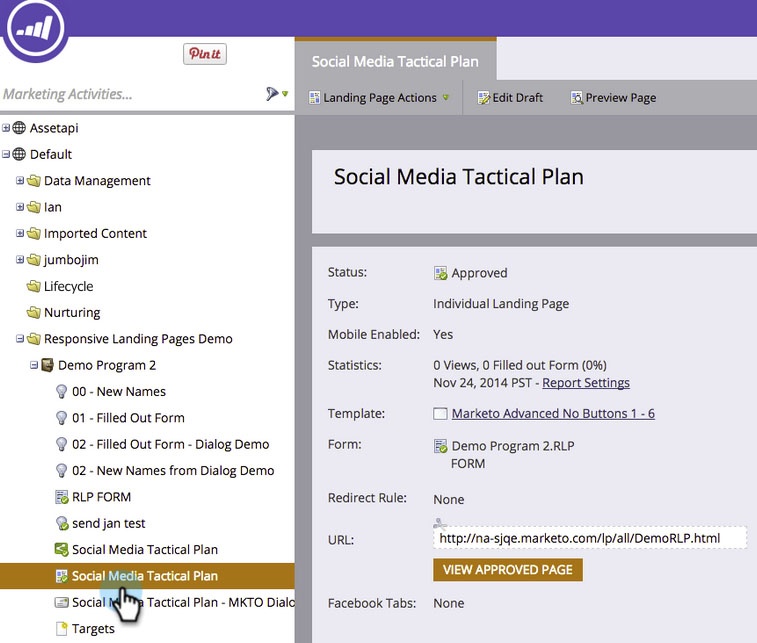 Pin it
Marketing Activities...
Assetapi
Default
Data Management
Ian
Imported Content
jumbojim
Lifecycle
Nurturing
Responsive Landing Pages Demo
Demo Program 2
00 - New Names
01 - Filled Out Form
02 - Filled Out Form - Dialog Demo
02 - New Names from Dialog Demo
RLP FORM
send jan test
Social Media Tactical Plan
Social Media Tactical Plan
Social Tactical Plan - MKTO Dialo
Targets
Social Media Tactical Plan
Landing Page Actions Edit Draft Preview Page
Social Media Tactical Plan
Status: Approved
Type: Individual Landing Page
Mobile Enabled: Yes
Statistics: 0 Views, 0 Filled out Form (0%)
Nov 24, 2014 PST - Report Settings
Template: Marketo Advanced No Buttons 1 - 6
Form: Demo Program 2.RLP
FORM
Redirect Rule: None
URL: http://na-sjqe.marketo.com/lp/all/DemoRLP.html
VIEW APPROVED PAGE
Facebook Tabs: None